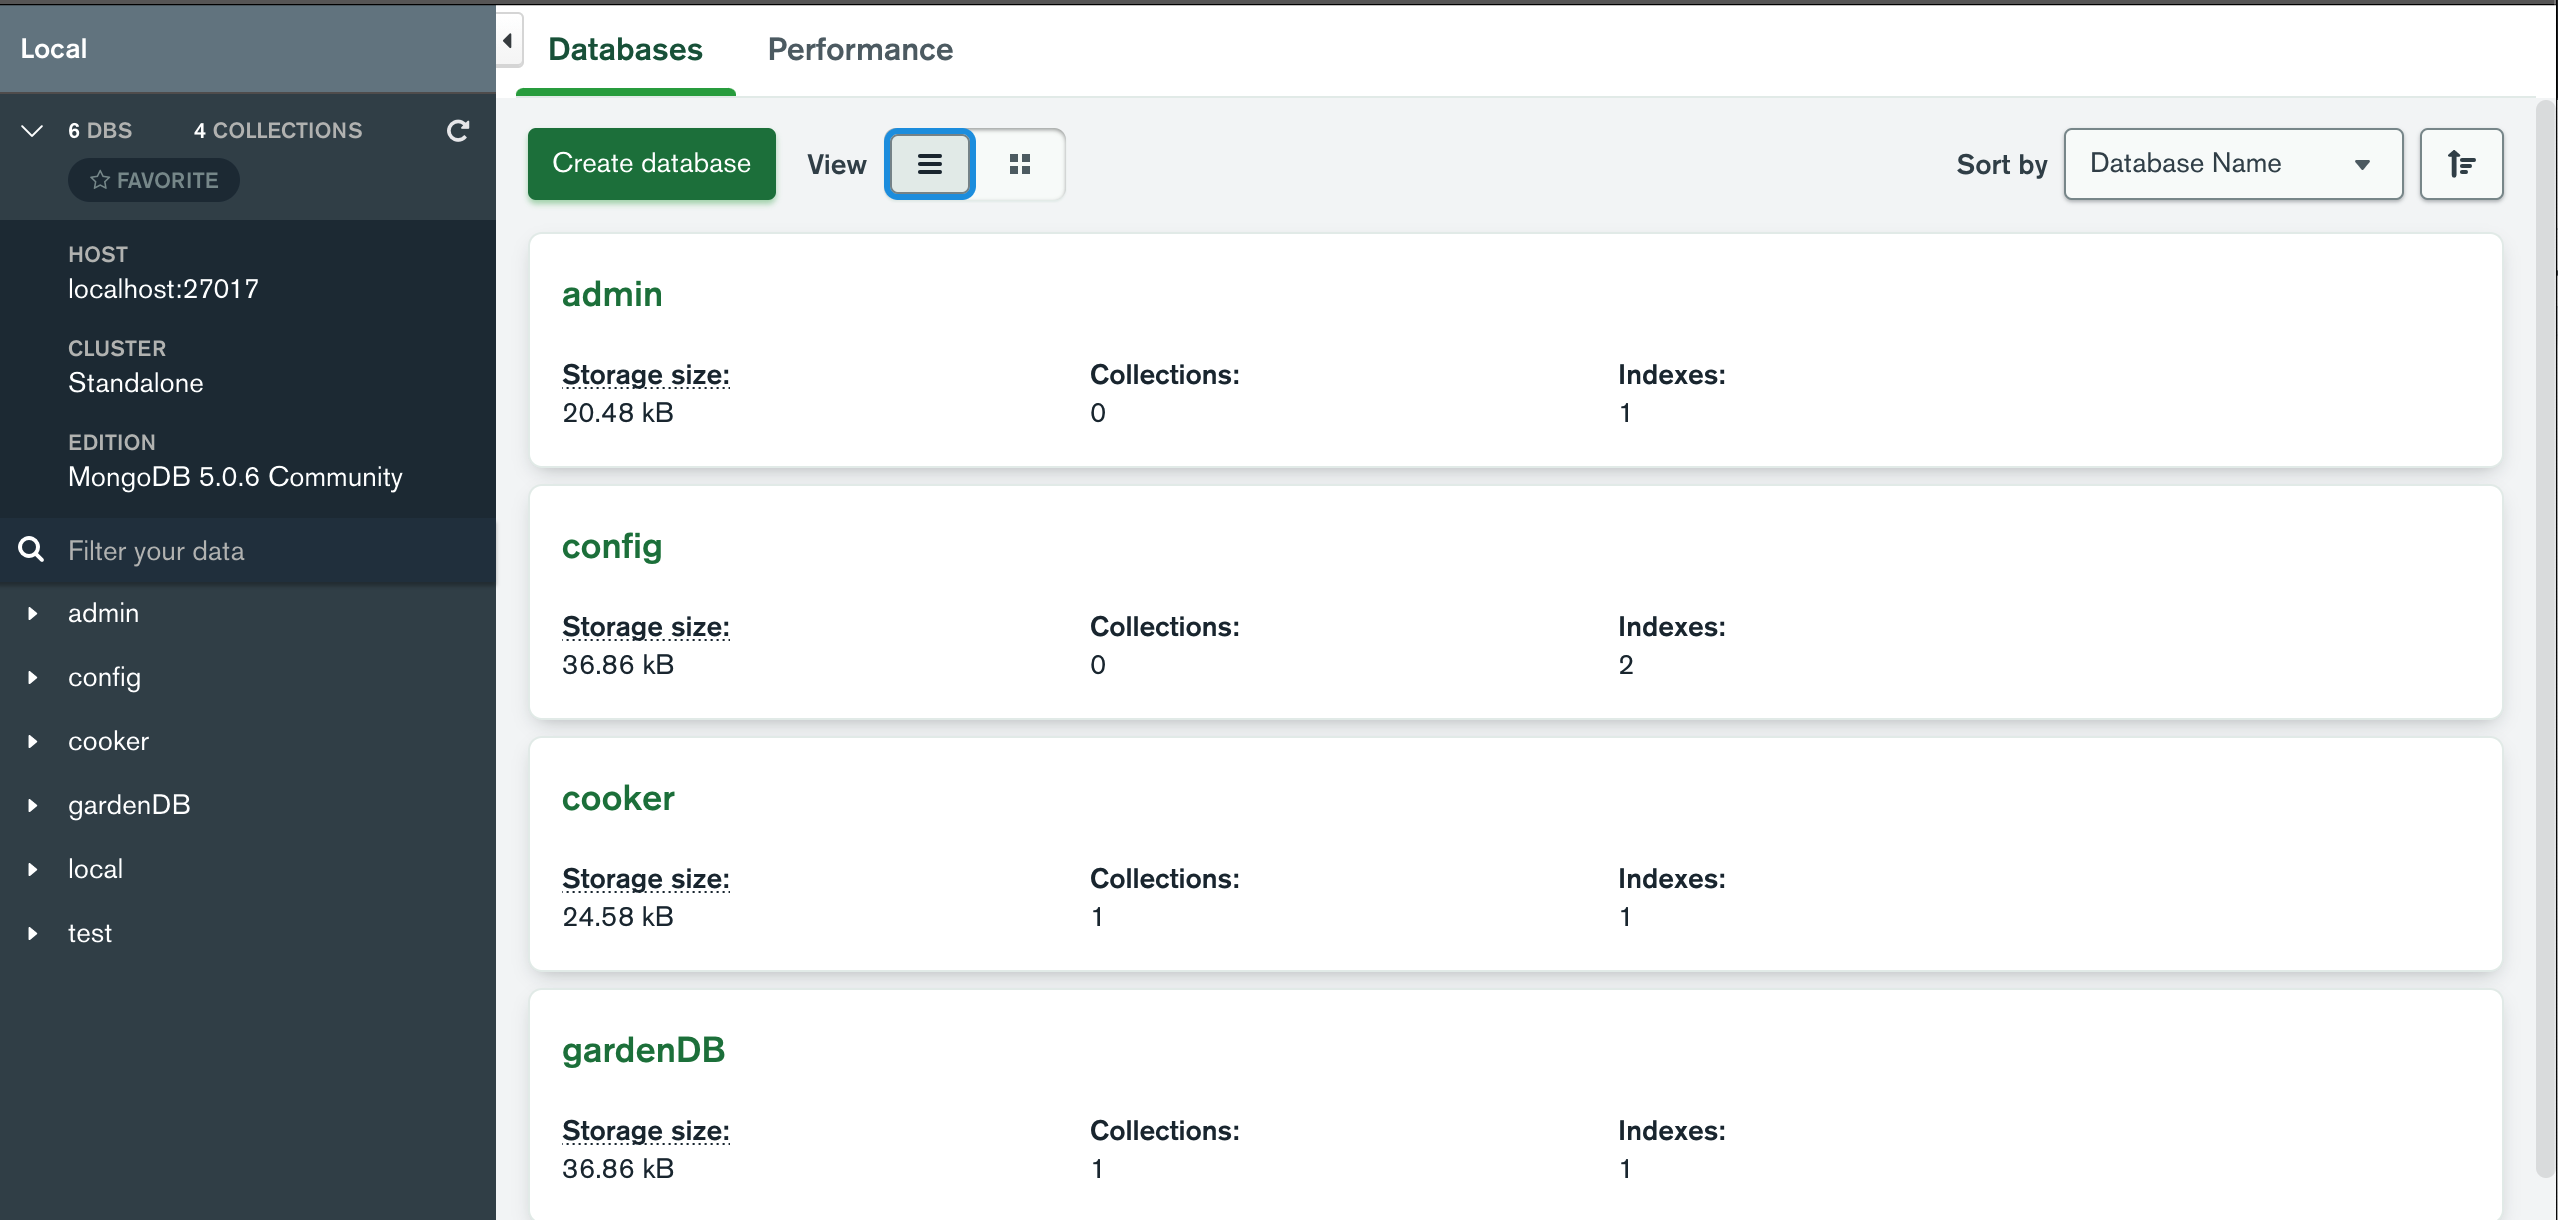 Local
6 DBS 4 COLLECTIONS
FAVORITE
HOST
localhost:27017
CLUSTER
Standalone
EDITION
MongoDB 5.0.6 Community
Filter your data
admin
config
cooker
gardenDB
local
test
Databases Performance
Create database View Sort by Database Name
admin
Storage size: Collections: Indexes:
20.48 kB 0 1
config
Storage size: Collections: Indexes:
36.86 kB 0 2
cooker
Storage size: Collections: Indexes:
24.58 kB 1 1
gardenDB
Storage size: Collections: Indexes:
36.86 kB 1 1